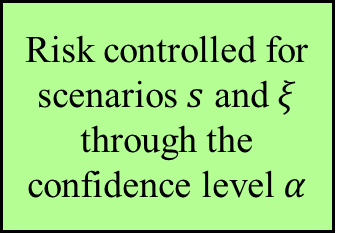 Risk controlled for
scenarios s and ξ
through the
confidence level α